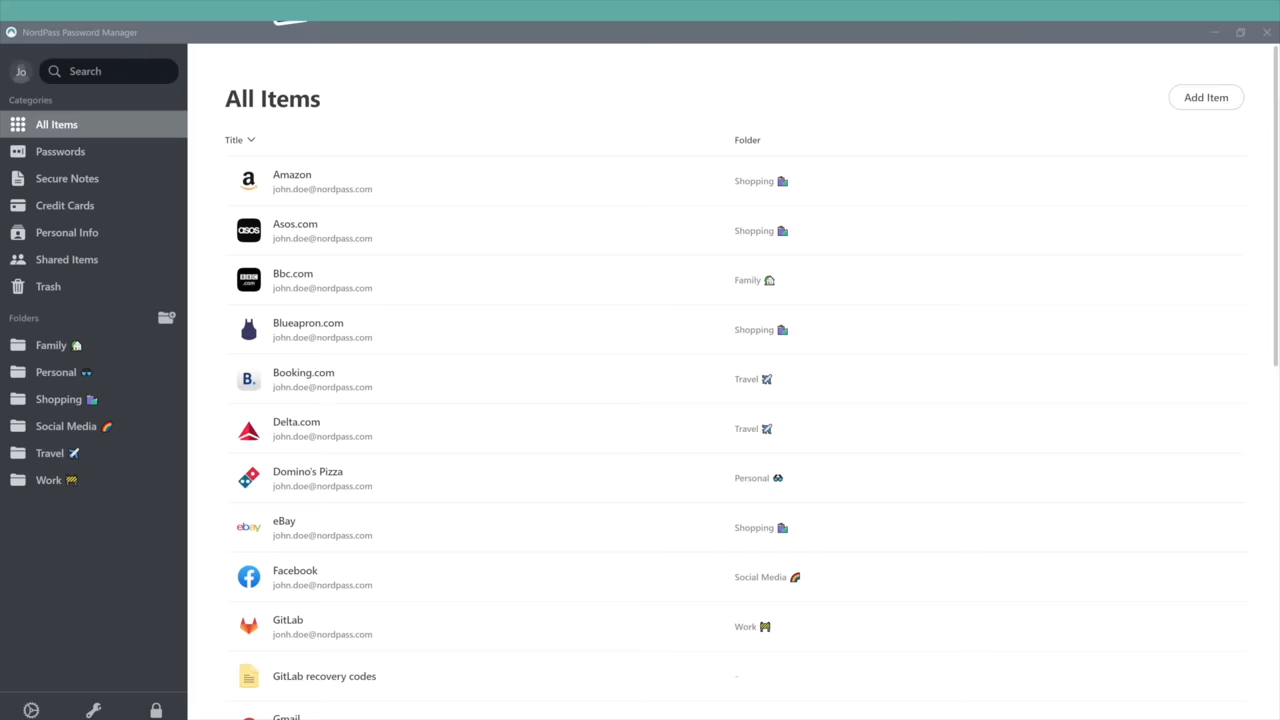 NordPass Password Manager
Jo
Search
Categories
All Items
Passwords
Secure Notes
Credit Cards
Personal Info
Shared Items
Trash
Folders
Family
Personal
Shopping
Social Media
Travel
Work
All Items
Add Item
Title
Folder
a
Amazon
john.doe@nordpass.com
Shopping
asos
Asos.com
john.doe@nordpass.com
Shopping
BBC
.com
Bbc.com
john.doe@nordpass.com
Family
Blueapron.com
john.doe@nordpass.com
Shopping
B.
Booking.com
john.doe@nordpass.com
Travel
Delta.com
john.doe@nordpass.com
Travel
Domino's Pizza
john.doe@nordpass.com
Personal
ebay
eBay
john.doe@nordpass.com
Shopping
Facebook
john.doe@nordpass.com
Social Media
GitLab
jonh.doe@nordpass.com
Work
GitLab recovery codes
-
Gmail